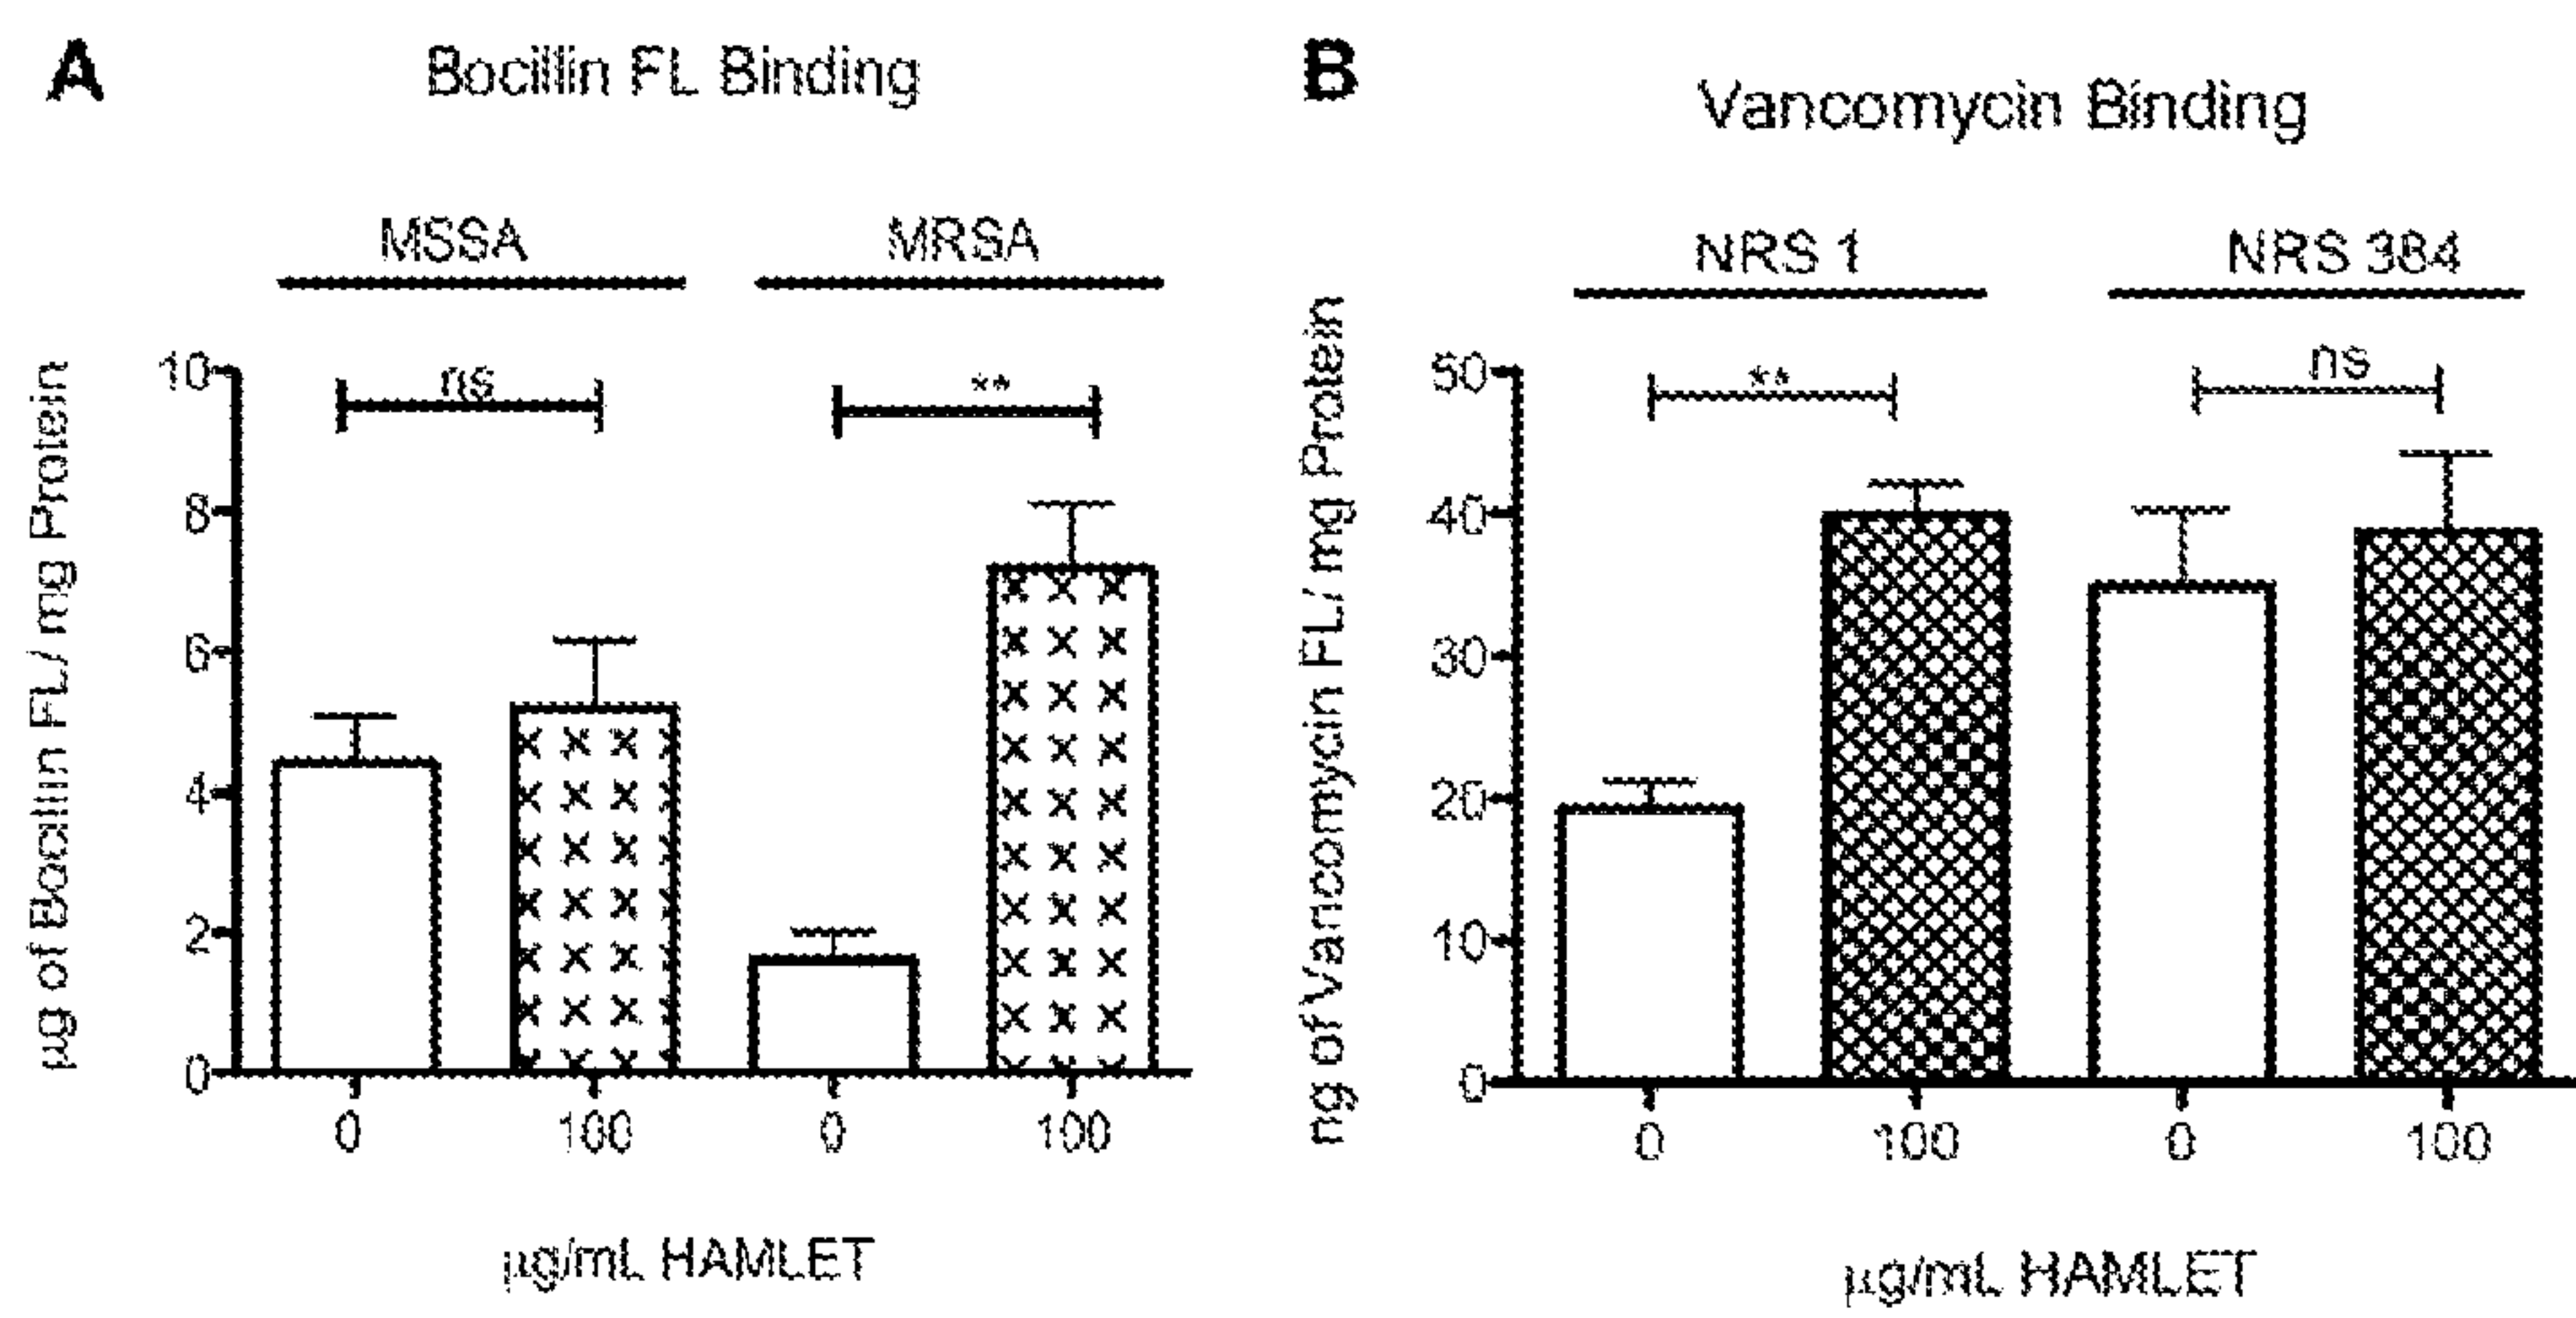 A
Bocillin FL Binding
MSSA
MRSA
µg of Bocillin FL/ mg Protein
10
8
6
4
2
0
ns
**
0
100
0
100
µg/mL HAMLET
B
Vancomycin Binding
NRS 1
NRS 384
ng of Vancomycin FL/ mg Protein
50
40
30
20
10
0
**
ns
0
100
0
100
µg/mL HAMLET